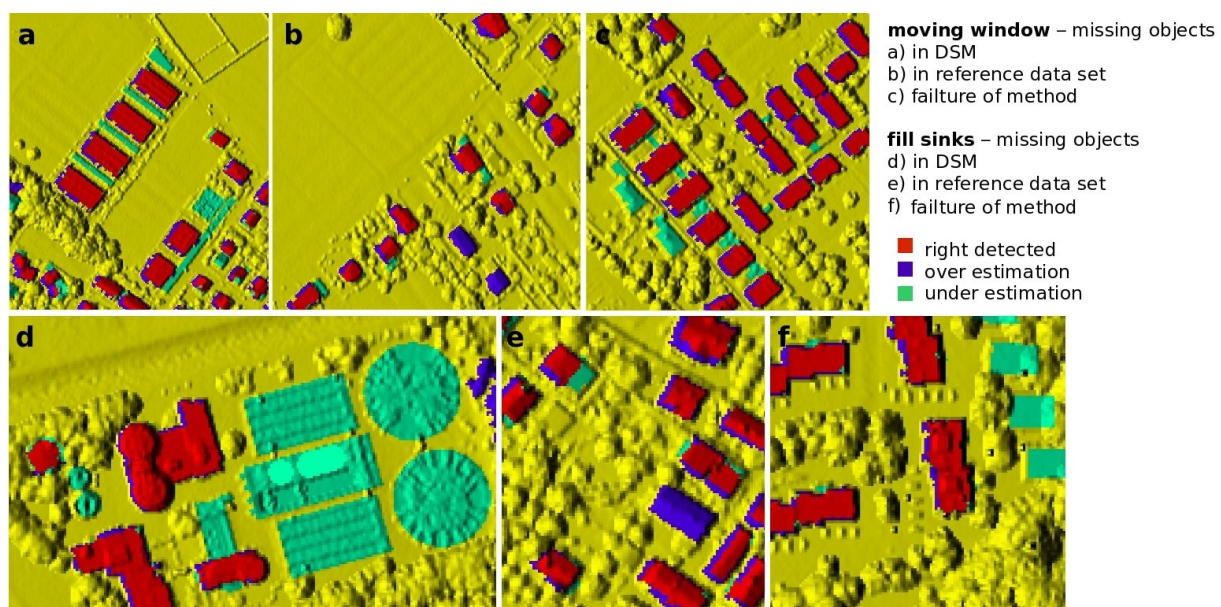 a
b
c
moving window – missing objects
a) in DSM
b) in reference data set
c) failture of method
fill sinks – missing objects
d) in DSM
e) in reference data set
f) failture of method
right detected
over estimation
under estimation
d
e
f